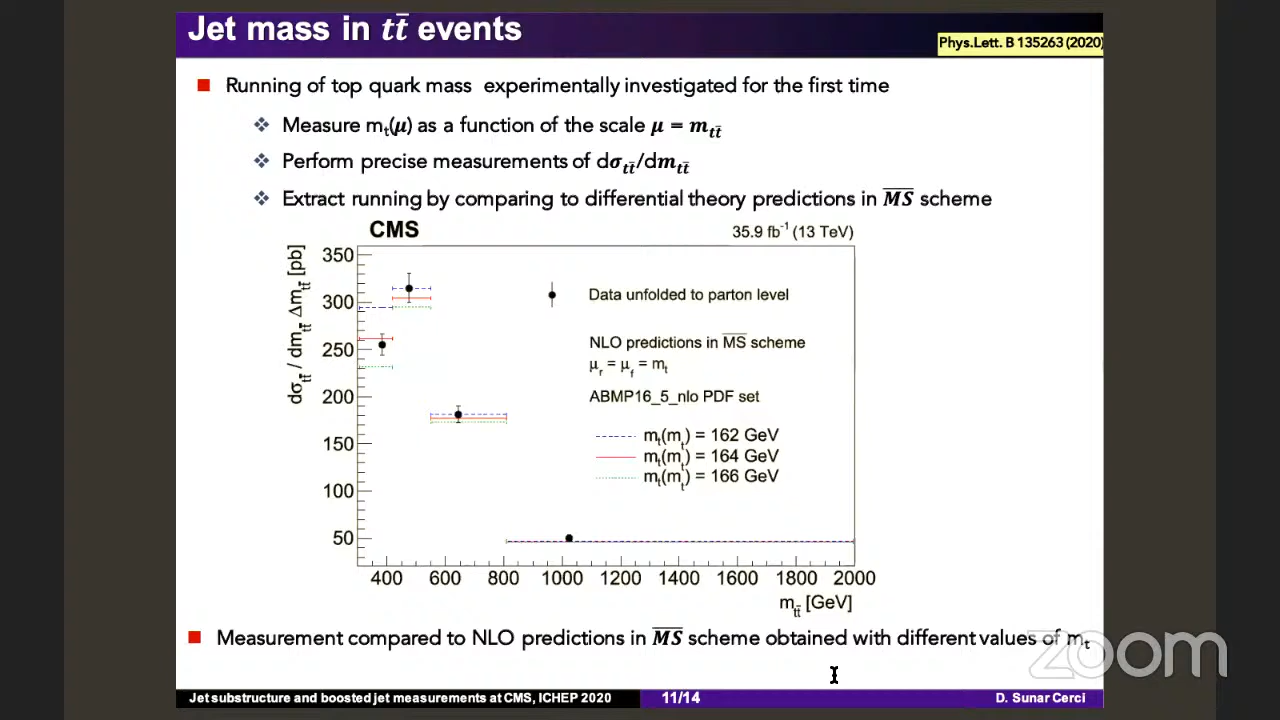 Jet mass in tt̄ events
Phys.Lett. B 135263 (2020)
Running of top quark mass experimentally investigated for the first time
Measure mt(μ) as a function of the scale μ = mtt̄
Perform precise measurements of dσtt̄/dmtt̄
Extract running by comparing to differential theory predictions in M̅S̅ scheme
CMS
35.9 fb⁻¹ (13 TeV)
dσtt̄ / dmtt̄ Δmtt̄ [pb]
350
300
250
200
150
100
50
Data unfolded to parton level
NLO predictions in M̅S̅ scheme
μr = μf = mt
ABMP16_5_nlo PDF set
mt(mt) = 162 GeV
mt(mt) = 164 GeV
mt(mt) = 166 GeV
400 600 800 1000 1200 1400 1600 1800 2000
mtt̄ [GeV]
Measurement compared to NLO predictions in M̅S̅ scheme obtained with different values of mt
zoom
Jet substructure and boosted jet measurements at CMS, ICHEP 2020
11/14
D. Sunar Cerci